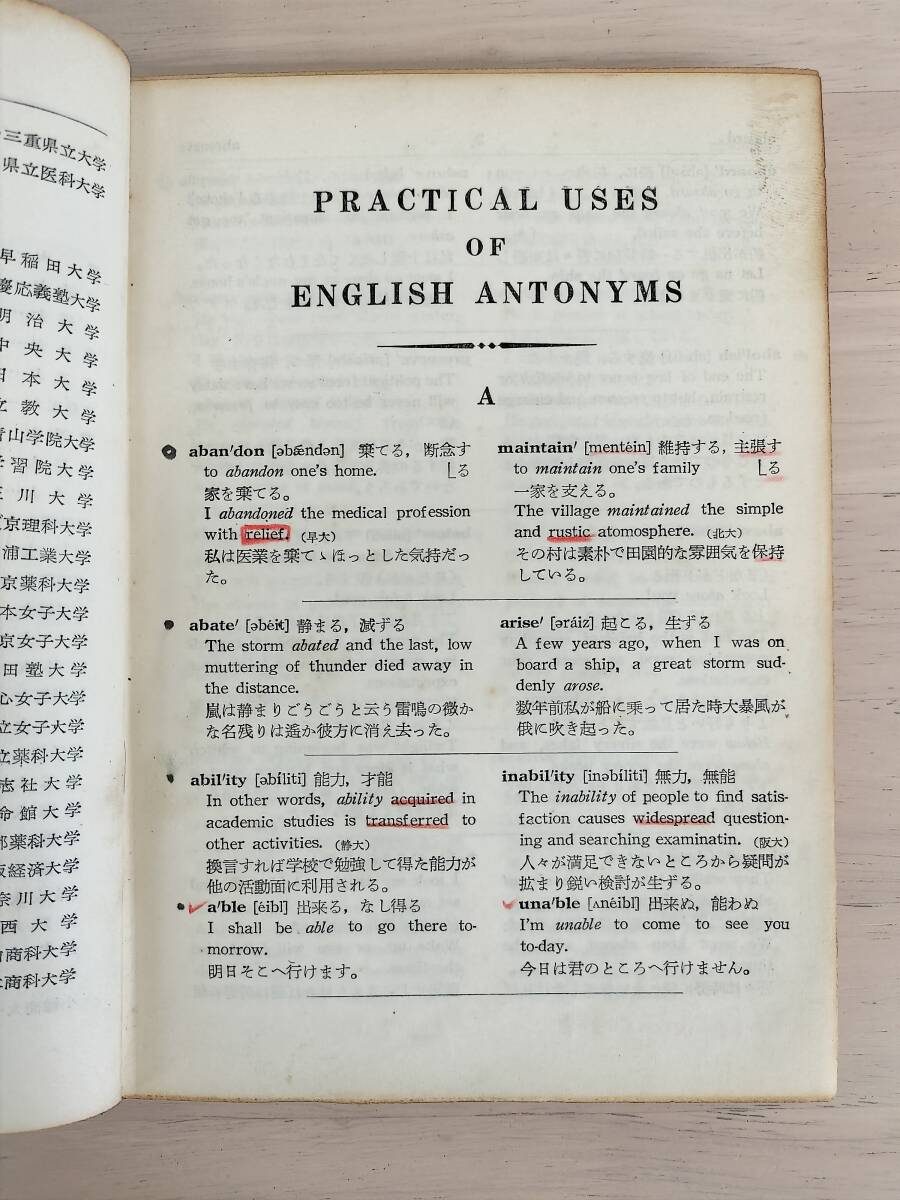 三重県立大学
県立医科大学
早稲田大学
慶応義塾大学
明治大学
中央大学
日本大学
立教大学
青山学院大学
学習院大学
玉川大学
京理科大学
浦工業大学
京薬科大学
本女子大学
京女子大学
田塾大学
心女子大学
立女子大学
立薬科大学
志社大学
命館大学
都薬科大学
阪経済大学
奈川大学
西大学
商科大学
商科大学
PRACTICAL USES
OF
ENGLISH ANTONYMS
A
aban'don [əbǽndən] 棄てる，断念す
to abandon one's home. る
家を棄てる。
I abandoned the medical profession
with relief. (早大)
私は医業を棄てゝほっとした気持だっ
た。
maintain' [mentéin] 維持する，主張す
to maintain one's family る
一家を支える。
The village maintained the simple
and rustic atomosphere. (北大)
その村は素朴で田園的な雰囲気を保持
している。
abate' [əbéit] 静まる，滅ずる
The storm abated and the last, low
muttering of thunder died away in
the distance.
嵐は静まりごうごうと云う雷鳴の微か
な名残りは遥か彼方に消え去った。
arise' [əráiz] 起こる，生ずる
A few years ago, when I was on
board a ship, a great storm sud-
denly arose.
数年前私が船に乗って居た時大暴風が
俄に吹き起った。
abil'ity [əbíliti] 能力，才能
In other words, ability acquired in
academic studies is transferred to
other activities. (静大)
換言すれば学校で勉強して得た能力が
他の活動面に利用される。
a'ble [éibl] 出来る，なし得る
I shall be able to go there to-
morrow.
明日そこへ行けます。
inabil'ity [inəbíliti] 無力，無能
The inability of people to find satis-
faction causes widespread question-
ing and searching examinatin. (阪大)
人々が満足できないところから疑問が
拡まり鋭い検討が生ずる。
una'ble [ʌnéibl] 出来ぬ，能わぬ
I'm unable to come to see you
to-day.
今日は君のところへ行けません。